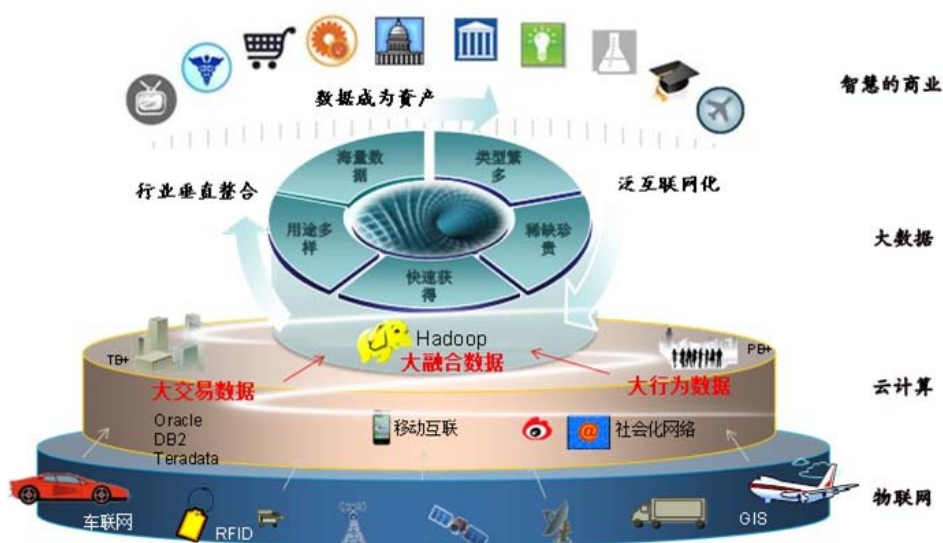 智慧的商业
数据成为资产
海量数
据
类型繁
多
行业垂直整合
泛互联网化
用途多
样
稀缺珍
贵
大数据
快速获
得
Hadoop
TB+
PB+
大融合数据
大交易数据
大行为数据
云计算
Oracle
DB2
Teradata
移动互联
@
社会化网络
车联网
RFID
GIS
物联网